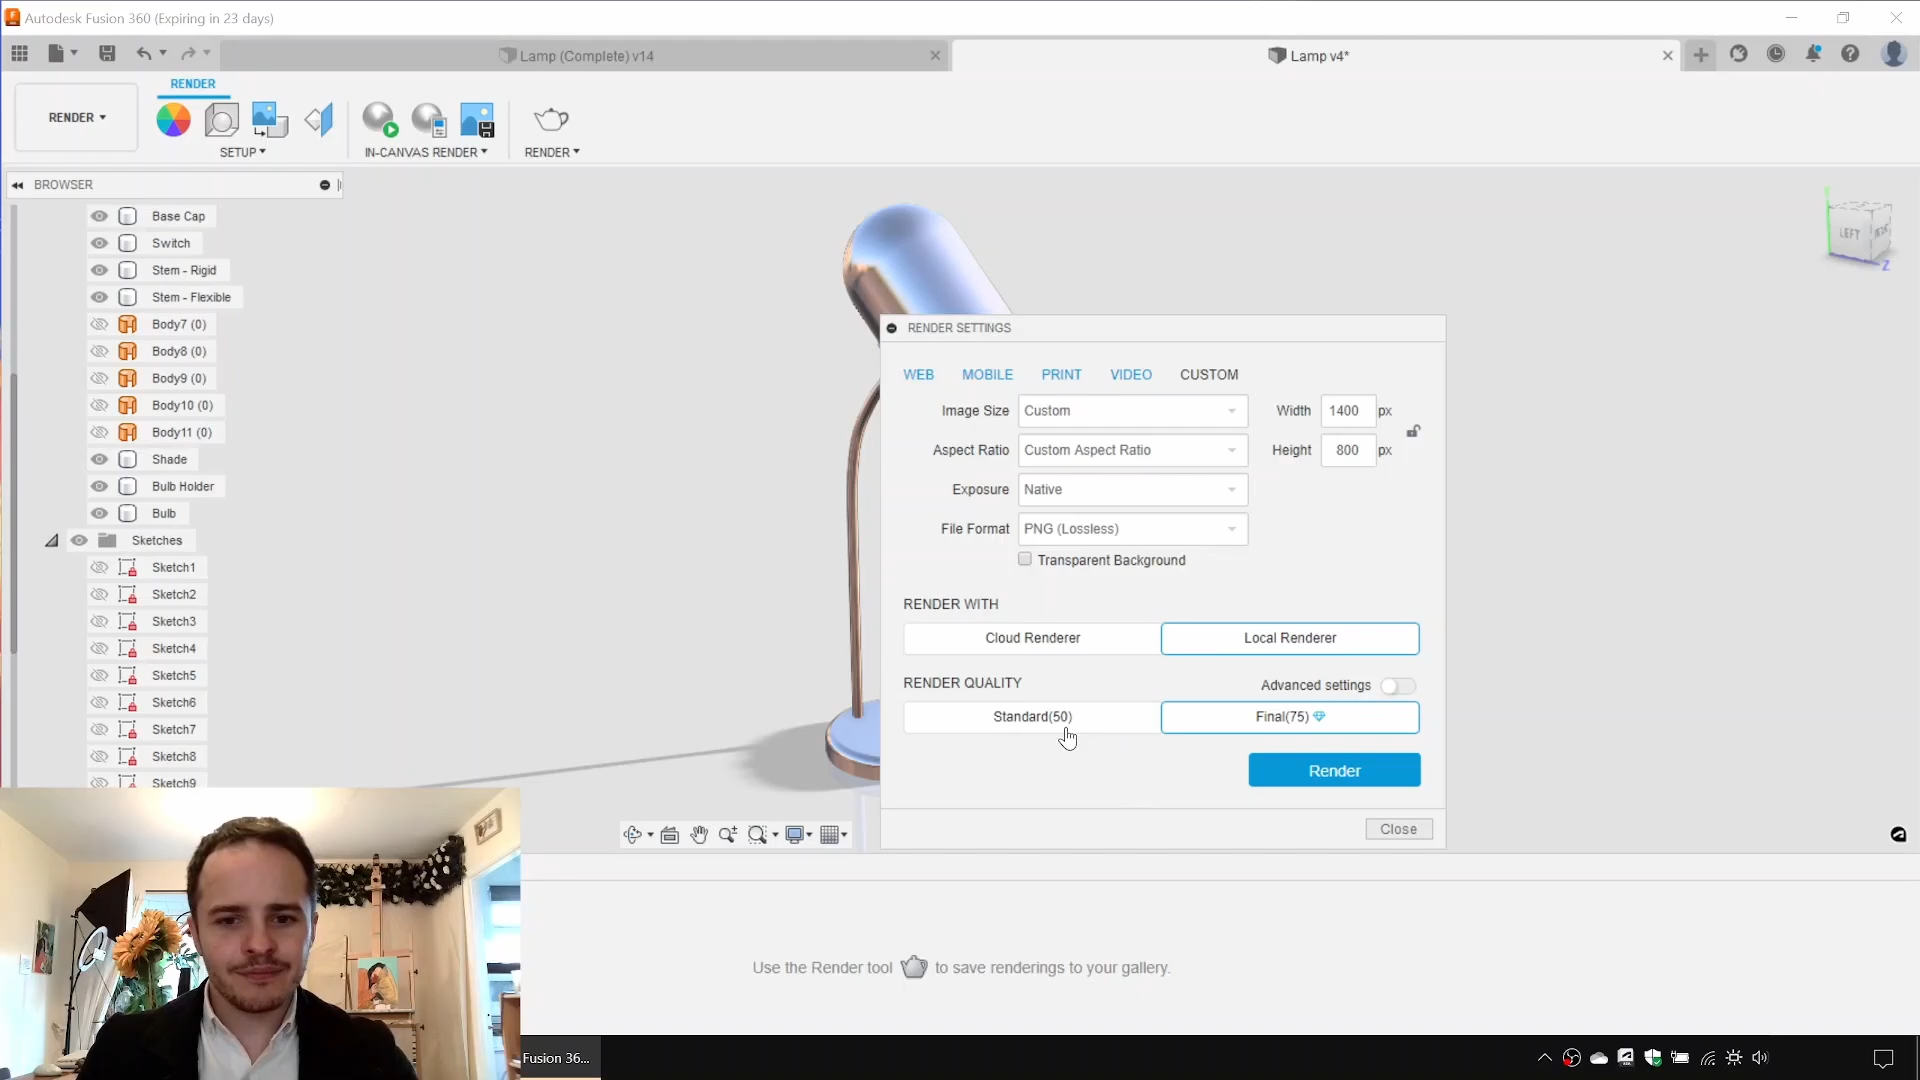 Autodesk Fusion 360 (Expiring in 23 days)
Lamp (Complete) v14
Lamp v4*
RENDER
RENDER
SETUP
IN-CANVAS RENDER
RENDER
BROWSER
Base Cap
Switch
Stem - Rigid
Stem - Flexible
Body7 (0)
Body8 (0)
Body9 (0)
Body10 (0)
Body11 (0)
Shade
Bulb Holder
Bulb
Sketches
Sketch1
Sketch2
Sketch3
Sketch4
Sketch5
Sketch6
Sketch7
Sketch8
Sketch9
LEFT
Z
RENDER SETTINGS
WEB MOBILE PRINT VIDEO CUSTOM
Image Size Custom Width 1400 px
Aspect Ratio Custom Aspect Ratio Height 800 px
Exposure Native
File Format PNG (Lossless)
Transparent Background
RENDER WITH
Cloud Renderer Local Renderer
RENDER QUALITY Advanced settings
Standard(50) Final(75)
Render
Close
Use the Render tool to save renderings to your gallery.
Fusion 36...